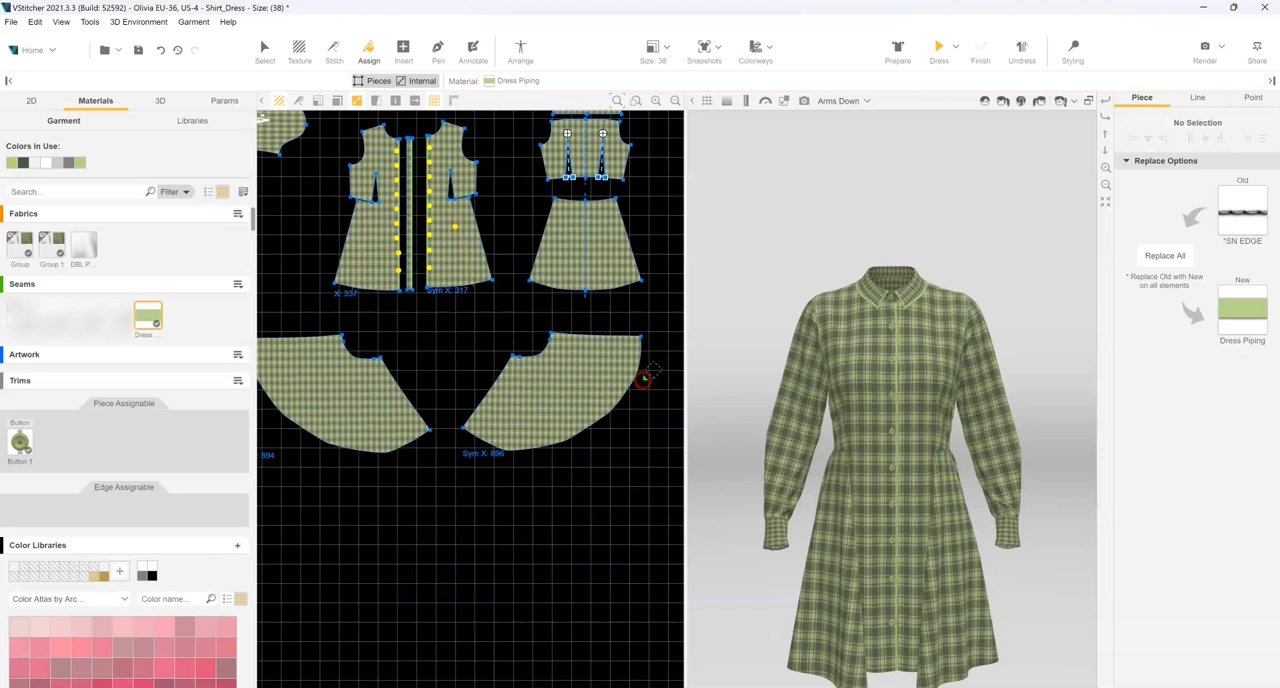 VStitcher 2021.3.3 (Build: 52592) - Olivia EU-36, US-4 - Shirt_Dress - Size: (38) *
File Edit View Tools 3D Environment Garment Help
Home
Select Texture Stitch Assign Insert Pen Annotate Arrange Size: 38 Snapshots Colorways Prepare Dress Finish Undress Styling Render Share
Pieces Internal Material: Dress Piping
2D Materials 3D Params
Arms Down
Piece Line Point
Garment Libraries
No Selection
Colors in Use:
Replace Options
Search... Filter
Old
*SN EDGE
Replace All
* Replace Old with New
on all elements
New
Dress Piping
Fabrics
Group Group 1 DBL P...
Seams
Dress ...
Artwork
Trims
Piece Assignable
Button
Button 1
Edge Assignable
Color Libraries
Color Atlas by Arc... Color name...
X: 337 Sym X: 317
894 Sym X: 896